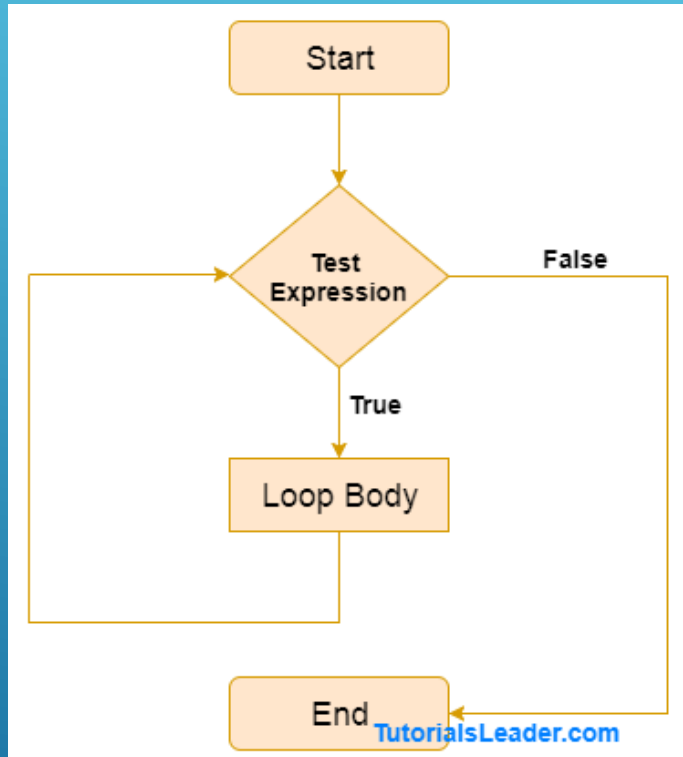 Start
Test
Expression
False
True
Loop Body
End
TutorialsLeader.com